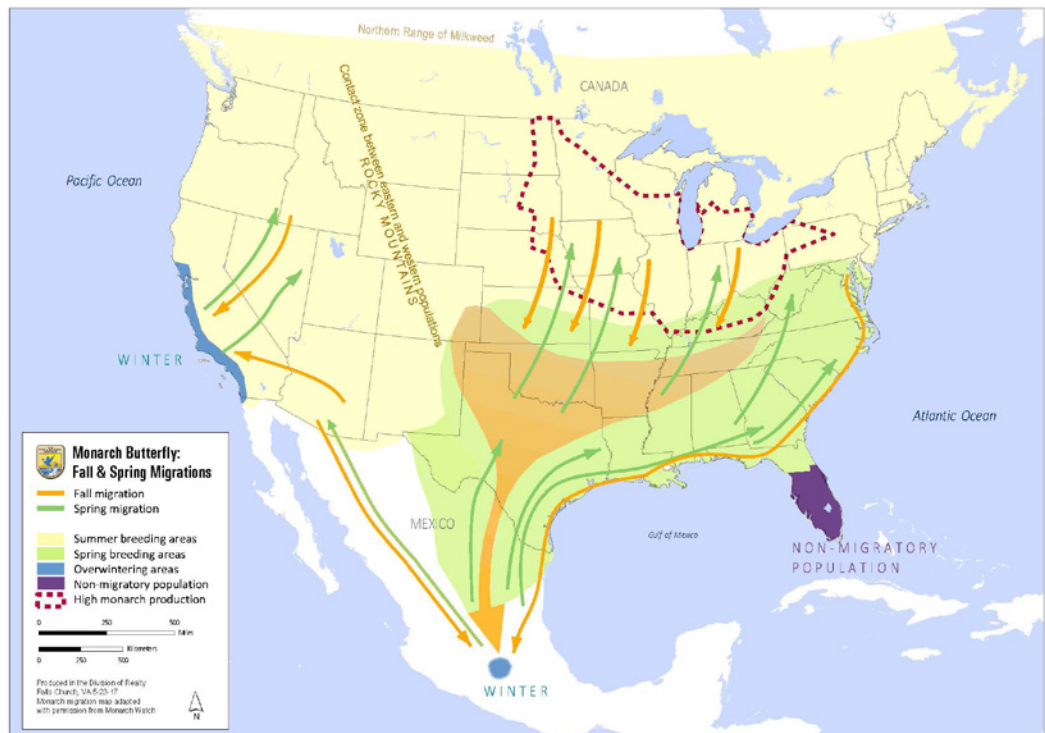 Northern Range of Milkweed
CANADA
Contact zone between eastern and western populations
ROCKY MOUNTAINS
Pacific Ocean
WINTER
Atlantic Ocean
MEXICO
Gulf of Mexico
NON-MIGRATORY
POPULATION
WINTER
Monarch Butterfly:
Fall & Spring Migrations
Fall migration
Spring migration
Summer breeding areas
Spring breeding areas
Overwintering areas
Non-migratory population
High monarch production
0 250 500
Miles
Kilometers
0 250 500
Produced in the Division of Realty
Falls Church, VA 5-23-17
Monarch migration map adapted
with permission from Monarch Watch
N